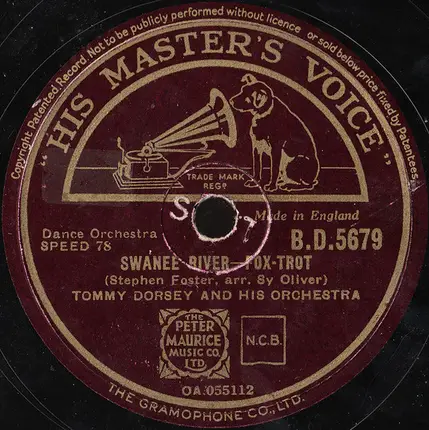 Copyright. Patented. Record. Not to be publicly performed without licence or sold below price fixed by Patentees.
"HIS MASTER'S VOICE"
TRADE MARK
REGD
S 7
Made in England
Dance Orchestra
SPEED 78
B.D.5679
SWANEE RIVER—FOX-TROT
(Stephen Foster, arr. Sy Oliver)
TOMMY DORSEY AND HIS ORCHESTRA
THE
PETER
MAURICE
MUSIC CO.
LTD
N.C.B.
OA.055112
THE GRAMOPHONE CO., LTD.